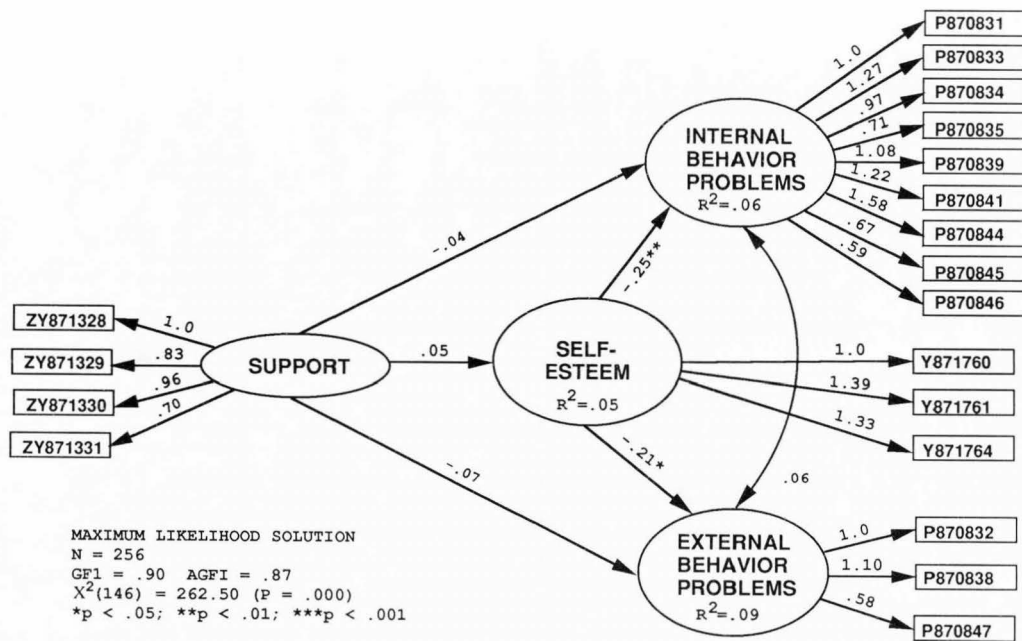 P870831
P870833
P870834
P870835
P870839
P870841
P870844
P870845
P870846
1.0
1.27
.97
.71
1.08
1.22
1.58
.67
.59
INTERNAL
BEHAVIOR
PROBLEMS
R²=.06
-.04
-.25**
ZY871328
ZY871329
ZY871330
ZY871331
1.0
.83
.96
.70
SUPPORT
.05
SELF-
ESTEEM
R²=.05
1.0
1.39
1.33
Y871760
Y871761
Y871764
-.21*
-.07
.06
EXTERNAL
BEHAVIOR
PROBLEMS
R²=.09
1.0
1.10
.58
P870832
P870838
P870847
MAXIMUM LIKELIHOOD SOLUTION
N = 256
GF1 = .90 AGFI = .87
X²(146) = 262.50 (P = .000)
*p < .05; **p < .01; ***p < .001